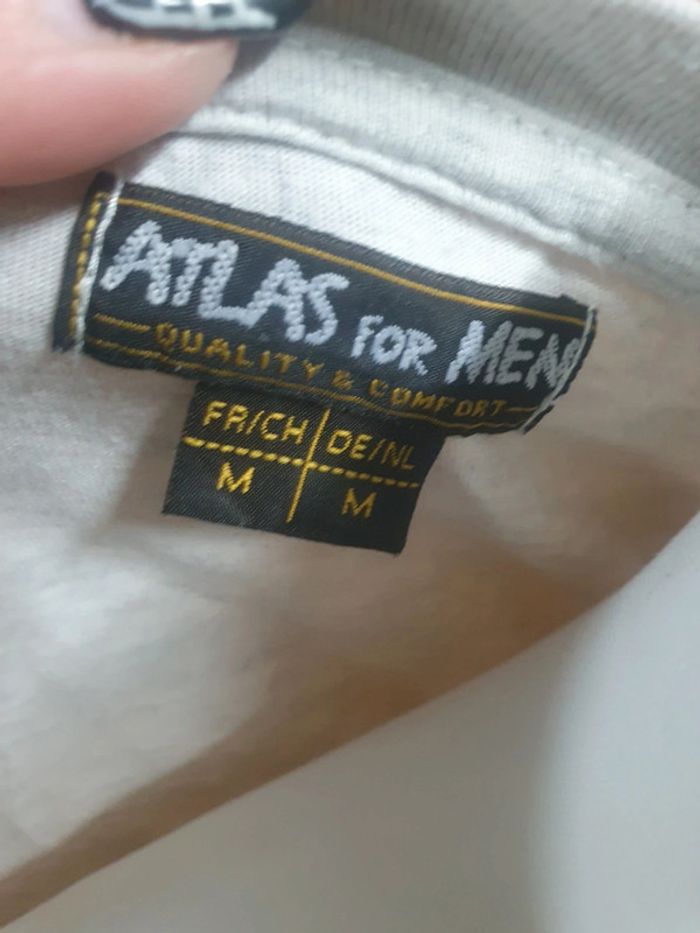 ATLAS FOR MEN
QUALITY & COMFORT
FR/CH DE/NL
M M